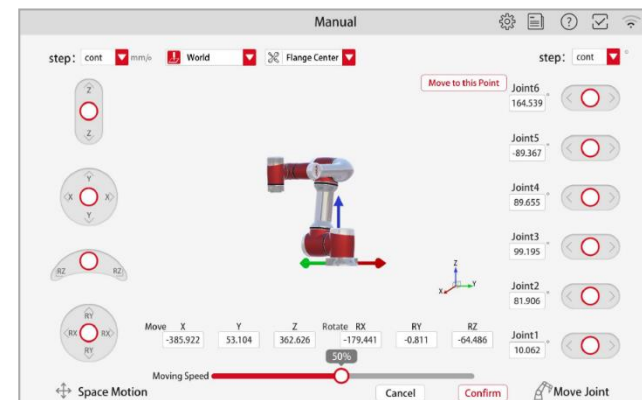 Manual
step: cont mm/° World Flange Center step: cont °
Move to this Point
Z
Z
Y
X X
Y
RZ RZ
RY
RX RX
RY
Joint6
164.539 °
Joint5
-89.367 °
Joint4
89.655 °
Joint3
99.195 °
Joint2
81.906 °
Joint1
10.062 °
Z
X Y
Move X Y Z Rotate RX RY RZ
-385.922 53.104 362.626 -179.441 -0.811 -64.486
50%
Moving Speed
Space Motion Cancel Confirm Move Joint